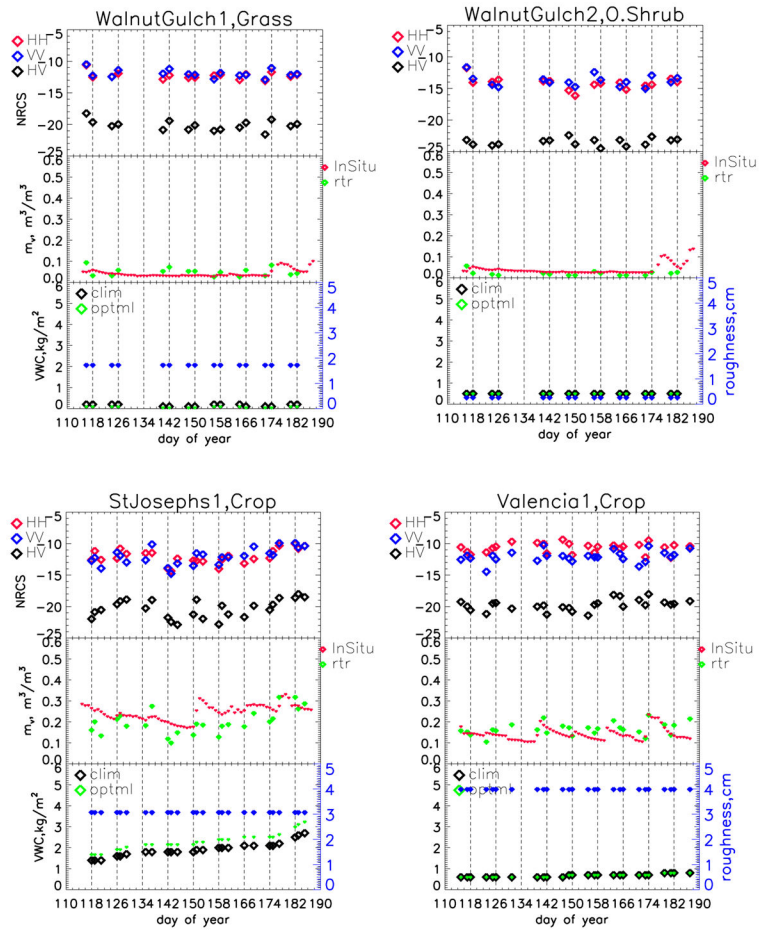 WalnutGulch1,Grass
HH
VV
HV
-5
-10
-15
-20
-25
NRCS
0.6
0.5
0.4
0.3
0.2
0.1
0.0
mv, m3/m3
InSitu
rtr
6
5
4
3
2
1
0
VWC,kg/m2
clim
optml
5
4
3
2
1
0
110 118 126 134 142 150 158 166 174 182 190
day of year
WalnutGulch2,O.Shrub
HH
VV
HV
-5
-10
-15
-20
-25
0.6
0.5
0.4
0.3
0.2
0.1
0.0
InSitu
rtr
6
5
4
3
2
1
0
clim
optml
5
4
3
2
1
0
roughness,cm
110 118 126 134 142 150 158 166 174 182 190
day of year
StJosephs1,Crop
HH
VV
HV
-5
-10
-15
-20
-25
NRCS
0.6
0.5
0.4
0.3
0.2
0.1
0.0
mv, m3/m3
InSitu
rtr
6
5
4
3
2
1
0
VWC,kg/m2
clim
optml
5
4
3
2
1
0
110 118 126 134 142 150 158 166 174 182 190
day of year
Valencia1,Crop
HH
VV
HV
-5
-10
-15
-20
-25
0.6
0.5
0.4
0.3
0.2
0.1
0.0
InSitu
rtr
6
5
4
3
2
1
0
clim
optml
5
4
3
2
1
0
roughness,cm
110 118 126 134 142 150 158 166 174 182 190
day of year